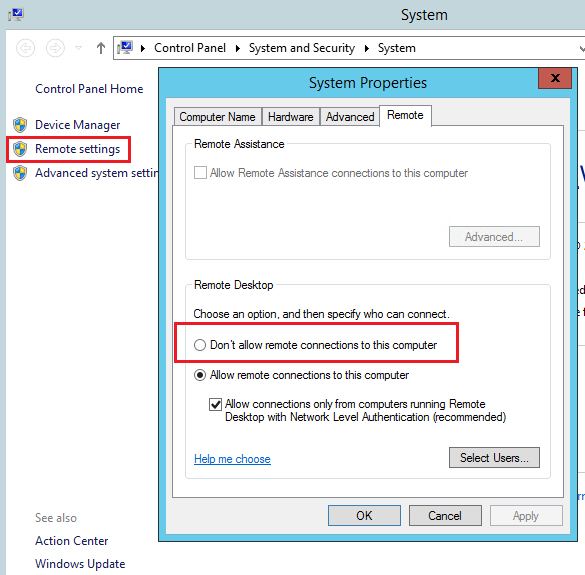 System
Control Panel System and Security System
Control Panel Home
Device Manager
Remote settings
Advanced system settin
System Properties
x
Computer Name Hardware Advanced Remote
Remote Assistance
Allow Remote Assistance connections to this computer
Advanced...
Remote Desktop
Choose an option, and then specify who can connect.
Don't allow remote connections to this computer
Allow remote connections to this computer
Allow connections only from computers running Remote
Desktop with Network Level Authentication (recommended)
Help me choose
Select Users...
OK Cancel Apply
See also
Action Center
Windows Update